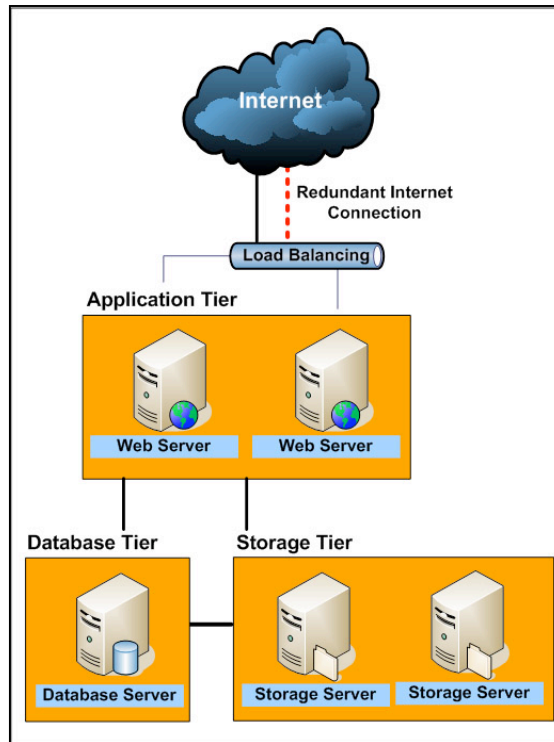 Internet
Redundant Internet
Connection
Load Balancing
Application Tier
Web Server
Web Server
Database Tier
Storage Tier
Database Server
Storage Server
Storage Server